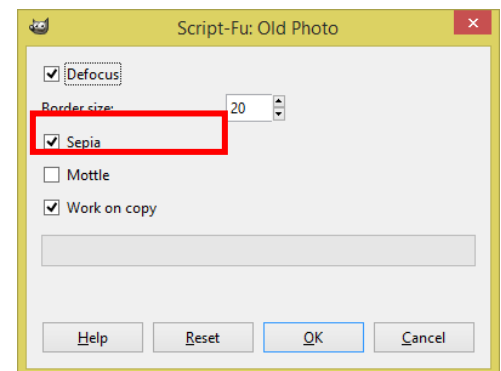 Script-Fu: Old Photo
Defocus
Border size: 20
Sepia
Mottle
Work on copy
Help Reset OK Cancel